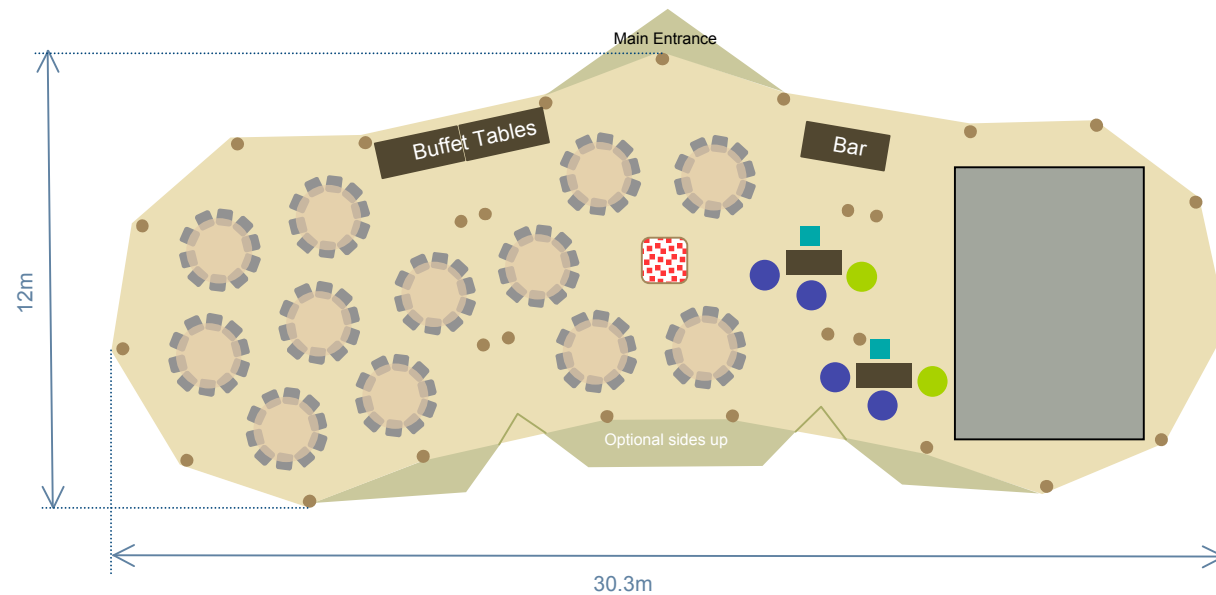 Main Entrance
Buffet Tables
Bar
12m
Optional sides up
30.3m